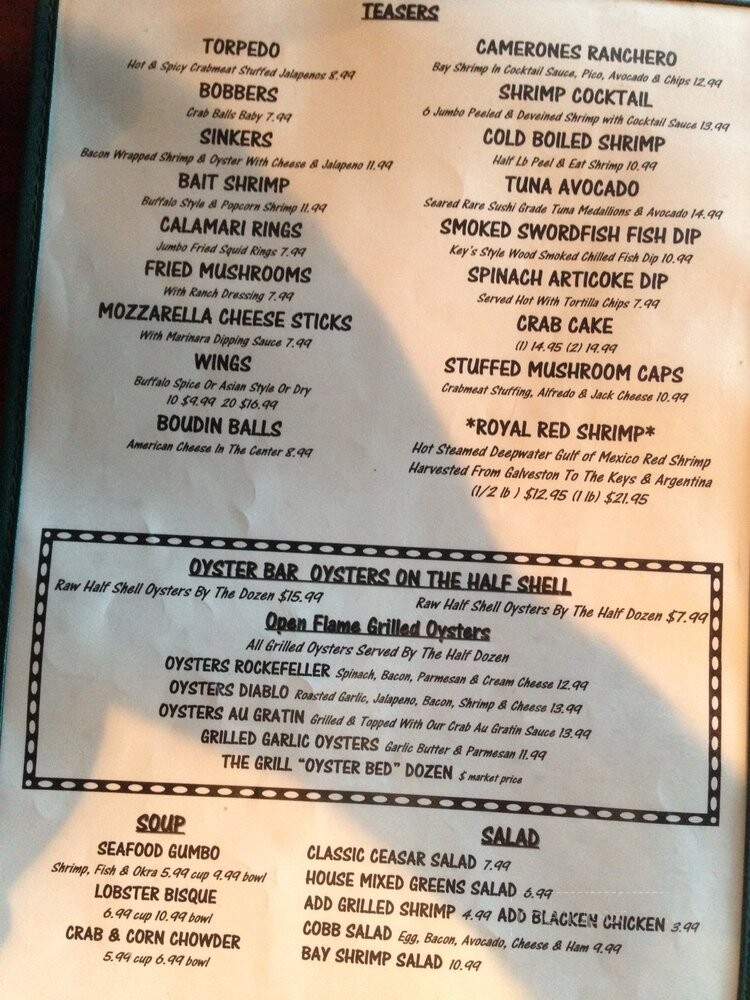 TEASERS
TORPEDO
Hot & Spicy Crabmeat Stuffed Jalapenos 8.99
BOBBERS
Crab Balls Baby 7.99
SINKERS
Bacon Wrapped Shrimp & Oyster With Cheese & Jalapeno 11.99
BAIT SHRIMP
Buffalo Style & Popcorn Shrimp 11.99
CALAMARI RINGS
Jumbo Fried Squid Rings 7.99
FRIED MUSHROOMS
With Ranch Dressing 7.99
MOZZARELLA CHEESE STICKS
With Marinara Dipping Sauce 7.99
WINGS
Buffalo Spice Or Asian Style Or Dry
10 $9.99 20 $16.99
BOUDIN BALLS
American Cheese In The Center 8.99
CAMERONES RANCHERO
Bay Shrimp In Cocktail Sauce, Pico, Avocado & Chips 12.99
SHRIMP COCKTAIL
6 Jumbo Peeled & Deveined Shrimp with Cocktail Sauce 13.99
COLD BOILED SHRIMP
Half Lb Peel & Eat Shrimp 10.99
TUNA AVOCADO
Seared Rare Sushi Grade Tuna Medallions & Avocado 14.99
SMOKED SWORDFISH FISH DIP
Key's Style Wood Smoked Chilled Fish Dip 10.99
SPINACH ARTICOKE DIP
Served Hot With Tortilla Chips 7.99
CRAB CAKE
(1) 14.95 (2) 19.99
STUFFED MUSHROOM CAPS
Crabmeat Stuffing, Alfredo & Jack Cheese 10.99
*ROYAL RED SHRIMP*
Hot Steamed Deepwater Gulf of Mexico Red Shrimp
Harvested From Galveston To The Keys & Argentina
(1/2 lb ) $12.95 (1 lb) $21.95
OYSTER BAR OYSTERS ON THE HALF SHELL
Raw Half Shell Oysters By The Dozen $15.99
Raw Half Shell Oysters By The Half Dozen $7.99
Open Flame Grilled Oysters
All Grilled Oysters Served By The Half Dozen
OYSTERS ROCKEFELLER Spinach, Bacon, Parmesan & Cream Cheese 12.99
OYSTERS DIABLO Roasted Garlic, Jalapeno, Bacon, Shrimp & Cheese 13.99
OYSTERS AU GRATIN Grilled & Topped With Our Crab Au Gratin Sauce 13.99
GRILLED GARLIC OYSTERS Garlic Butter & Parmesan 11.99
THE GRILL "OYSTER BED" DOZEN $ market price
SOUP
SEAFOOD GUMBO
Shrimp, Fish & Okra 5.99 cup 9.99 bowl
LOBSTER BISQUE
6.99 cup 10.99 bowl
CRAB & CORN CHOWDER
5.99 cup 6.99 bowl
SALAD
CLASSIC CEASAR SALAD 7.99
HOUSE MIXED GREENS SALAD 6.99
ADD GRILLED SHRIMP 4.99 ADD BLACKEN CHICKEN 3.99
COBB SALAD Egg, Bacon, Avocado, Cheese & Ham 9.99
BAY SHRIMP SALAD 10.99